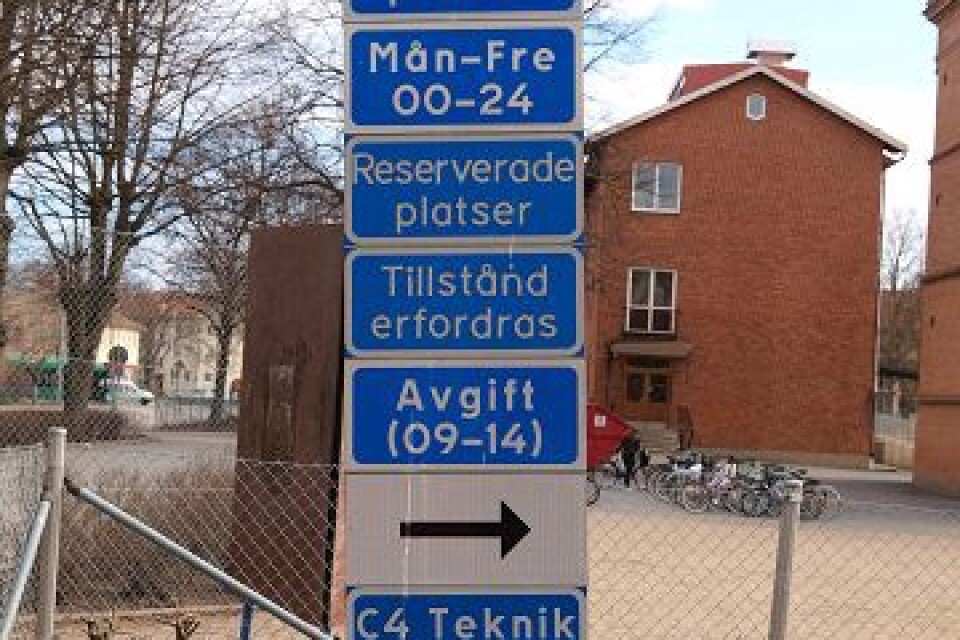 Mån-Fre
00-24
Reserverade
platser
Tillstånd
erfordras
Avgift
(09-14)
C4 Teknik